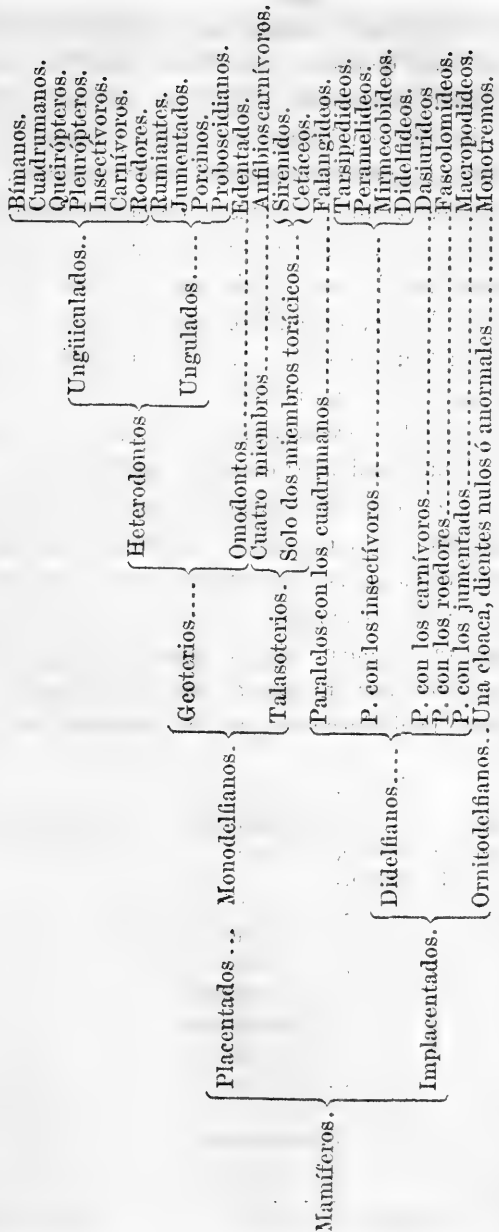 Bímanos.
Cuadrumanos.
Queirópteros.
Ungüiculados.. Pleurópteros.
Insectívoros.
Carnívoros.
Heterodontos Roedores.
Rumiantes.
Geoterios.... Ungulados..... Jumentados.
Porcinos.
Proboscidianos.
Placentados ... Monodelfianos.
Omodontos.................... Edentados.
Cuatro miembros.................... Anfibios carnívoros.
Talasoterios. Sirenidos.
Solo dos miembros torácicos... Cetáceos.
Mamíferos. Paralelos con los cuadrumanos.................... Falangideos.
Tarsipedídeos.
P. con los insectívoros.................... Peramelídeos.
Didelfianos.... Mirmecobídeos.
Didelfídeos.
P. con los carnívoros.................... Dasiurídeos
Implacentados. P. con los roedores.................... Fascolomídeos.
P. con los jumentados.................... Macropodídeos.
Ornitodelfianos.. Una cloaca, dientes nulos ó anormales.......... Monotremos.